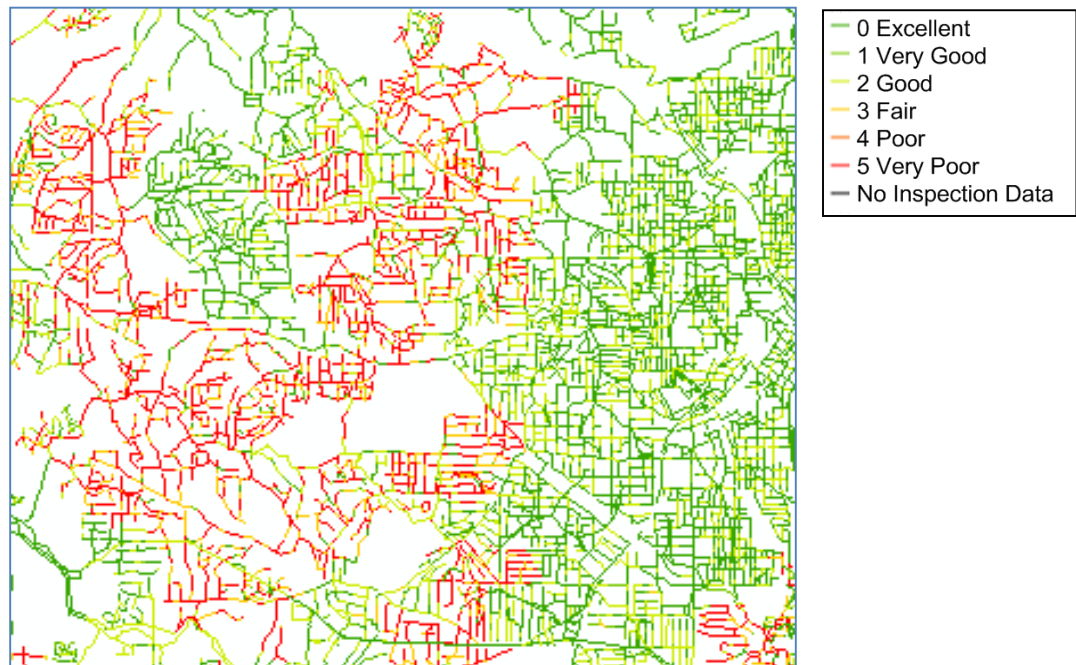 0 Excellent
1 Very Good
2 Good
3 Fair
4 Poor
5 Very Poor
No Inspection Data